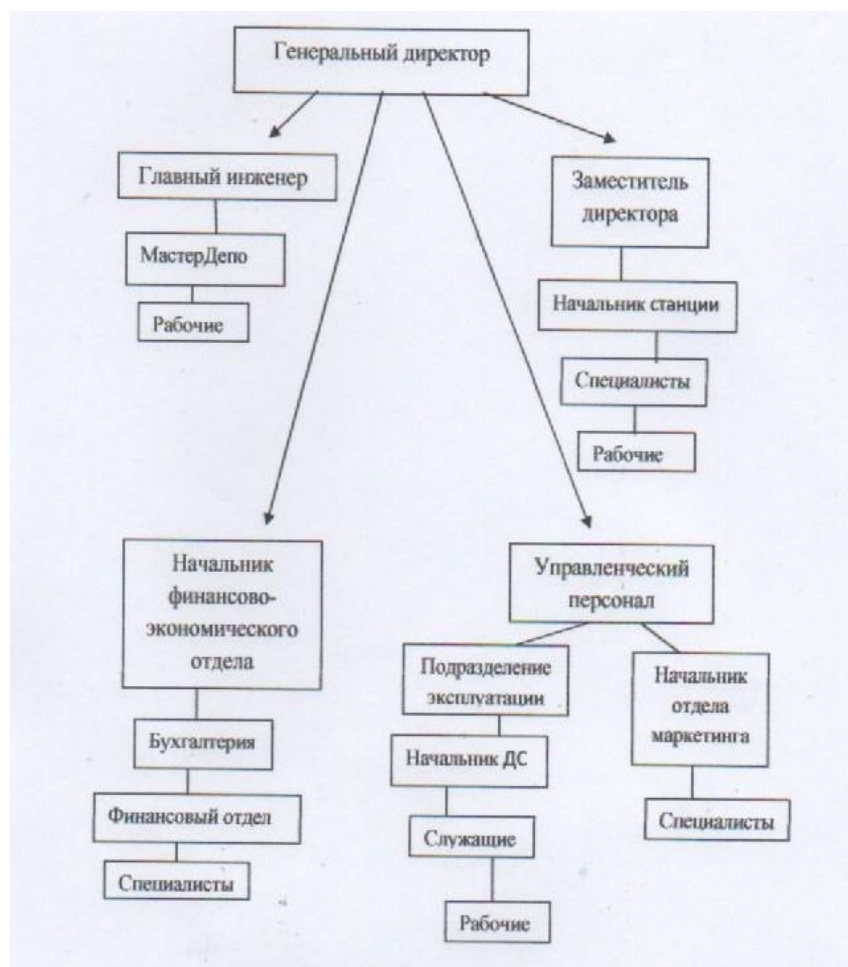 Генеральный директор
Главный инженер
МастерДепо
Рабочие
Заместитель
директора
Начальник станции
Специалисты
Рабочие
Начальник
финансово-
экономического
отдела
Бухгалтерия
Финансовый отдел
Специалисты
Управленческий
персонал
Подразделение
эксплуатации
Начальник ДС
Служащие
Рабочие
Начальник
отдела
маркетинга
Специалисты